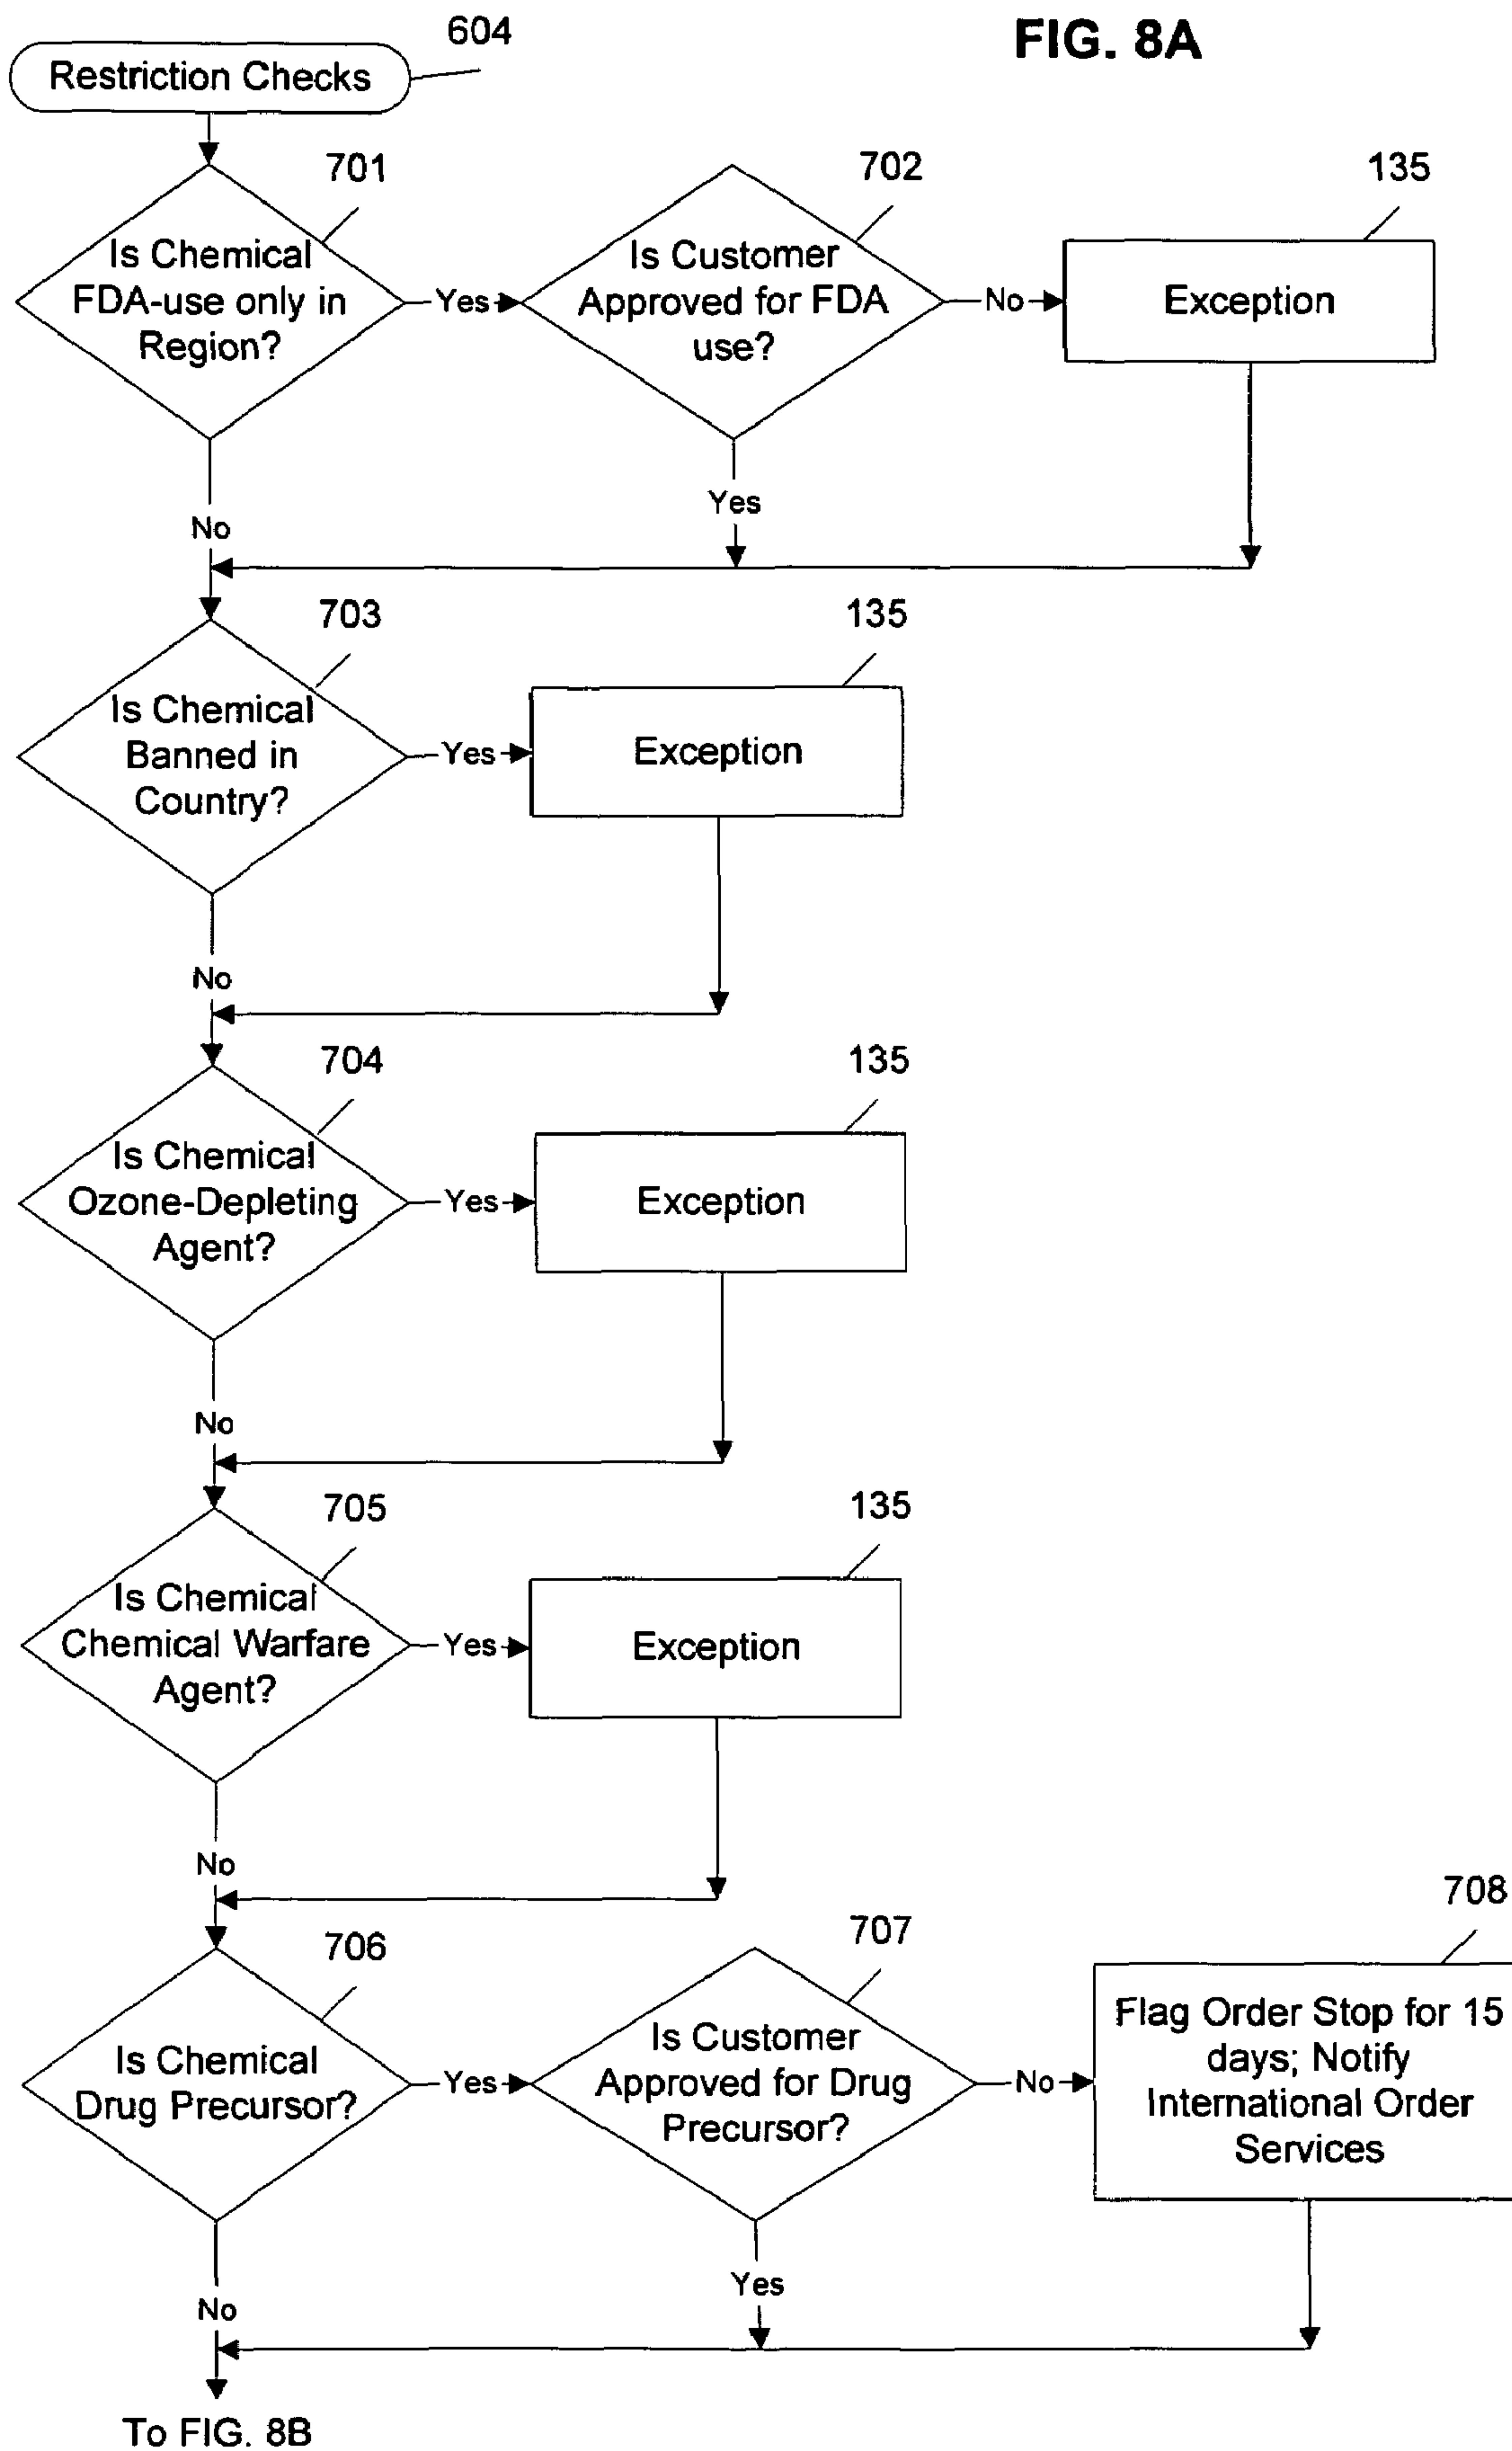 FIG. 8A
604
Restriction Checks
701
702
135
Is Chemical
FDA-use only in
Region?
Yes
Is Customer
Approved for FDA
use?
No
Exception
Yes
No
703
135
Is Chemical
Banned in
Country?
Yes
Exception
No
704
135
Is Chemical
Ozone-Depleting
Agent?
Yes
Exception
No
705
135
Is Chemical
Chemical Warfare
Agent?
Yes
Exception
No
706
707
708
Is Chemical
Drug Precursor?
Yes
Is Customer
Approved for Drug
Precursor?
No
Flag Order Stop for 15
days; Notify
International Order
Services
Yes
No
To FIG. 8B